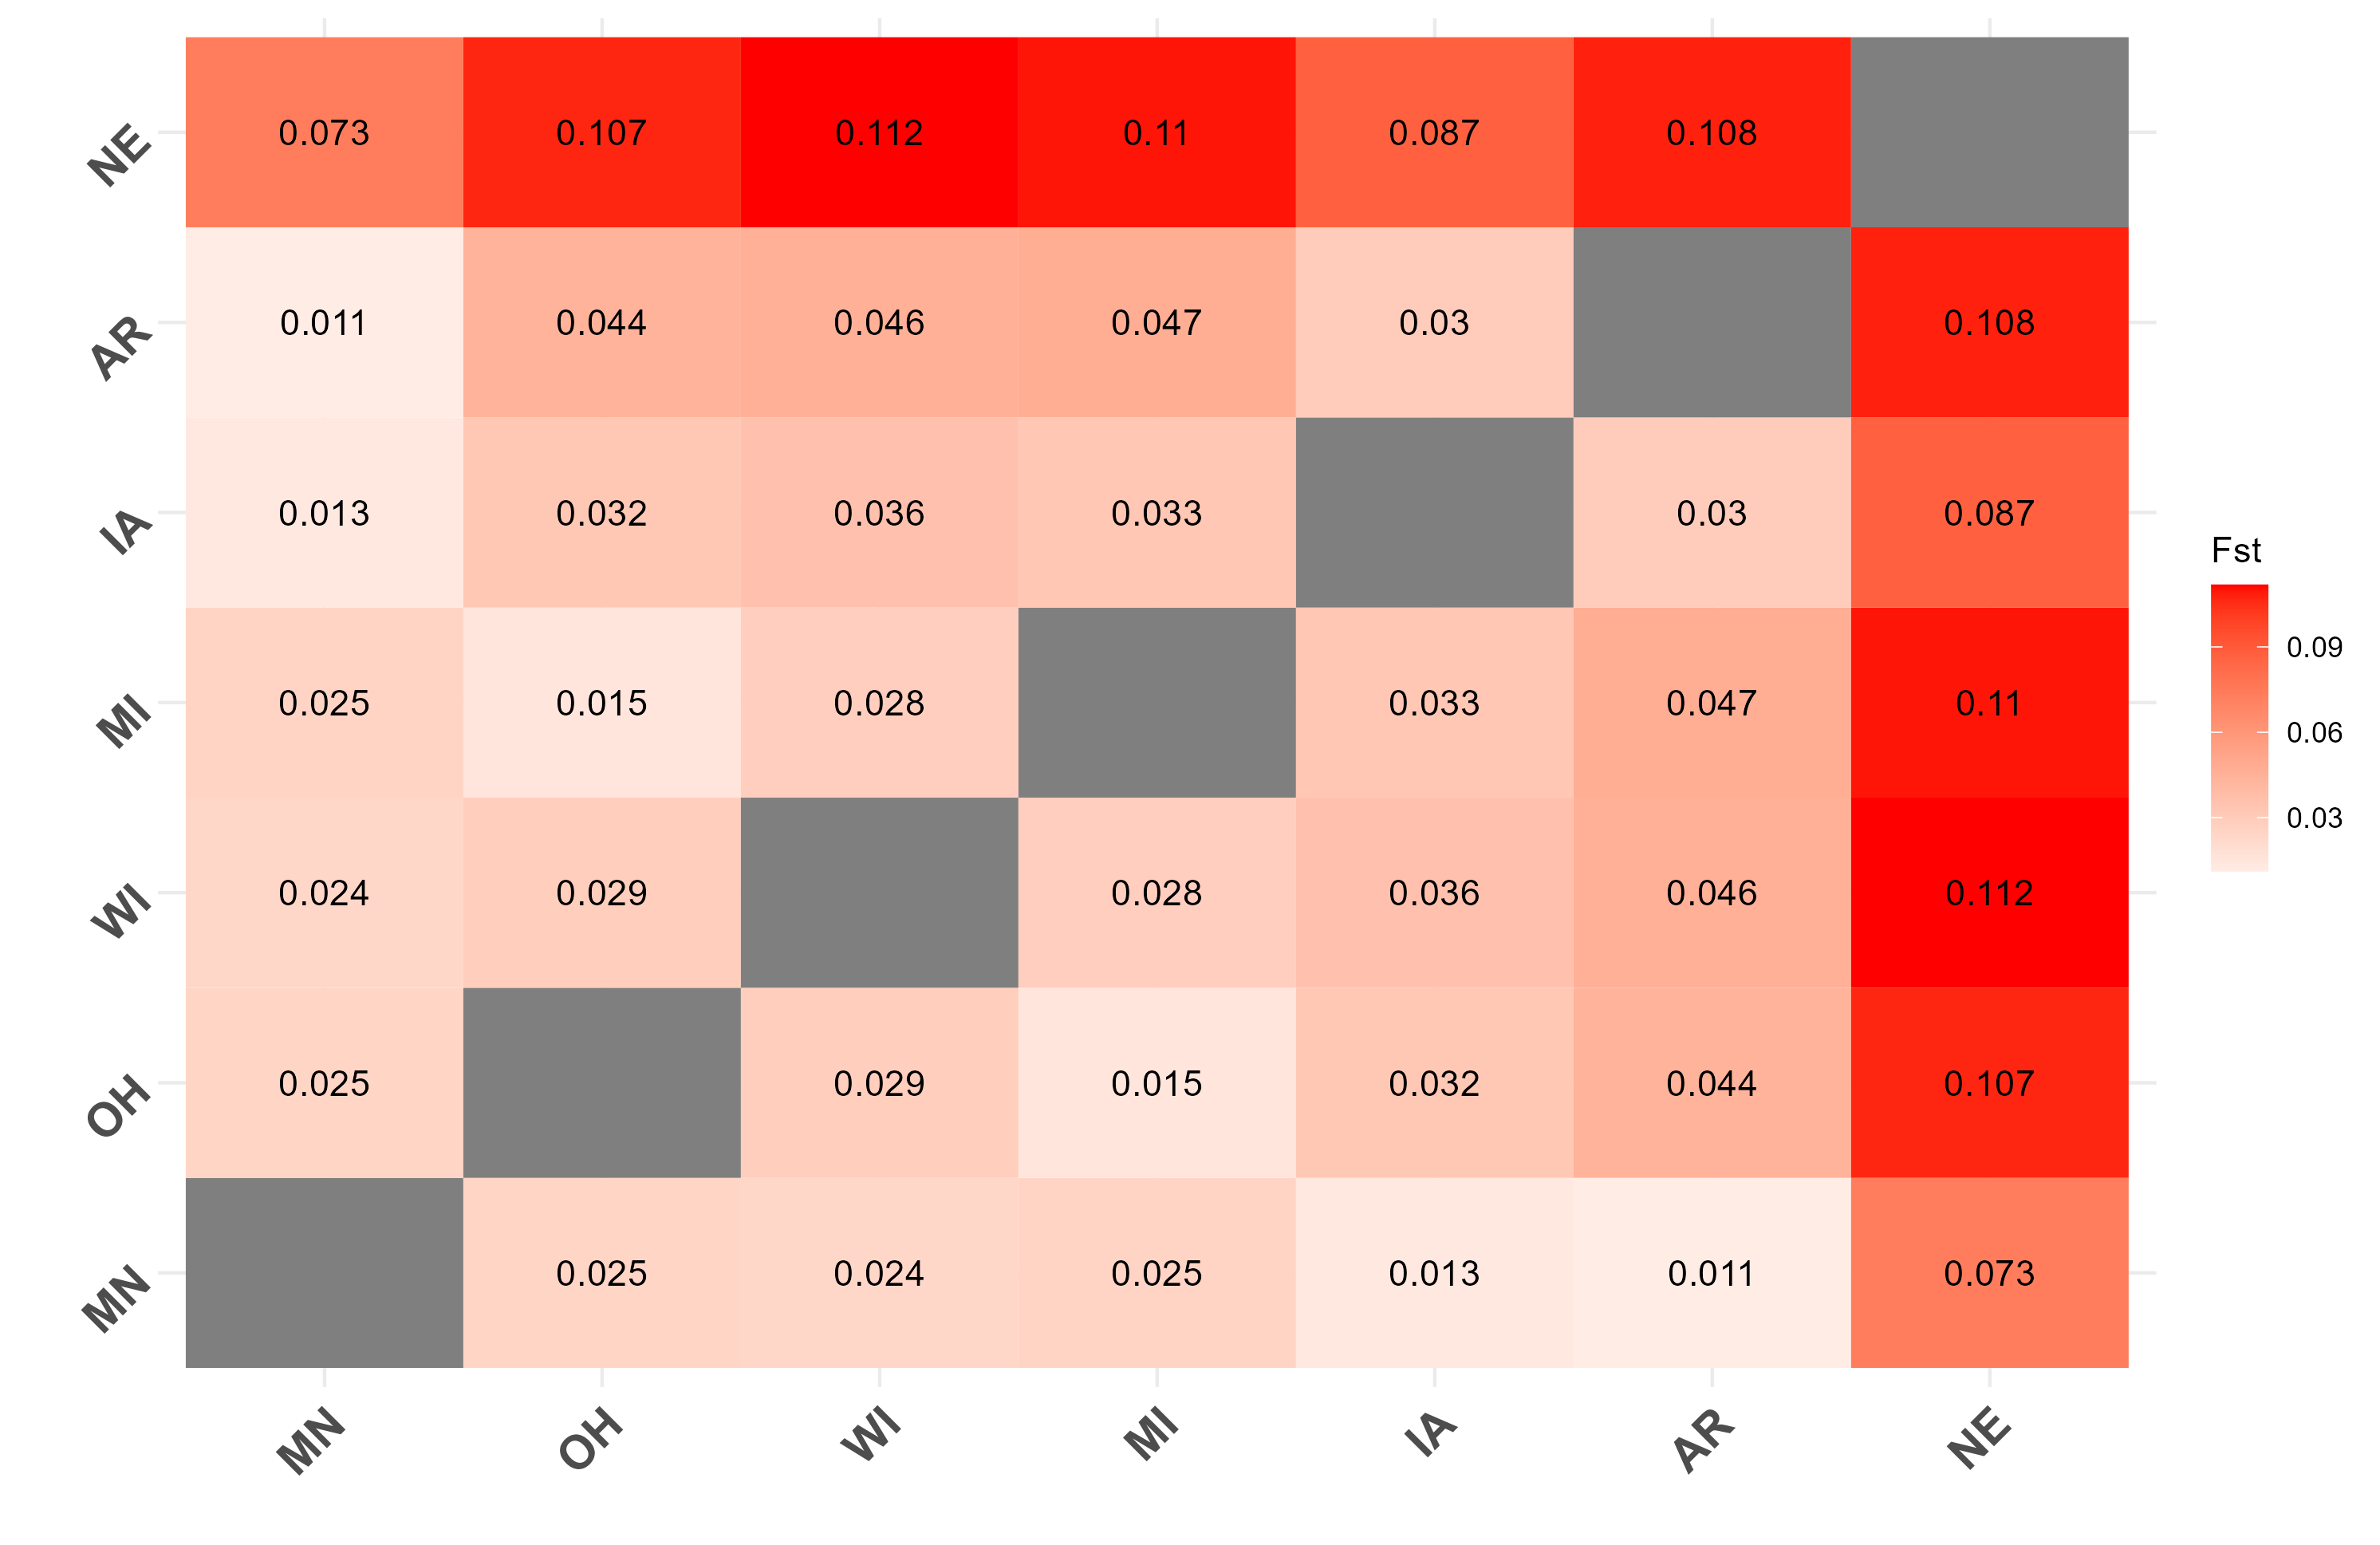 NE 0.073 0.107 0.112 0.11 0.087 0.108
AR 0.011 0.044 0.046 0.047 0.03 0.108
IA 0.013 0.032 0.036 0.033 0.03 0.087
MI 0.025 0.015 0.028 0.033 0.047 0.11
WI 0.024 0.029 0.028 0.036 0.046 0.112
OH 0.025 0.029 0.015 0.032 0.044 0.107
MN 0.025 0.024 0.025 0.013 0.011 0.073
MN OH WI MI IA AR NE
Fst
0.09
0.06
0.03